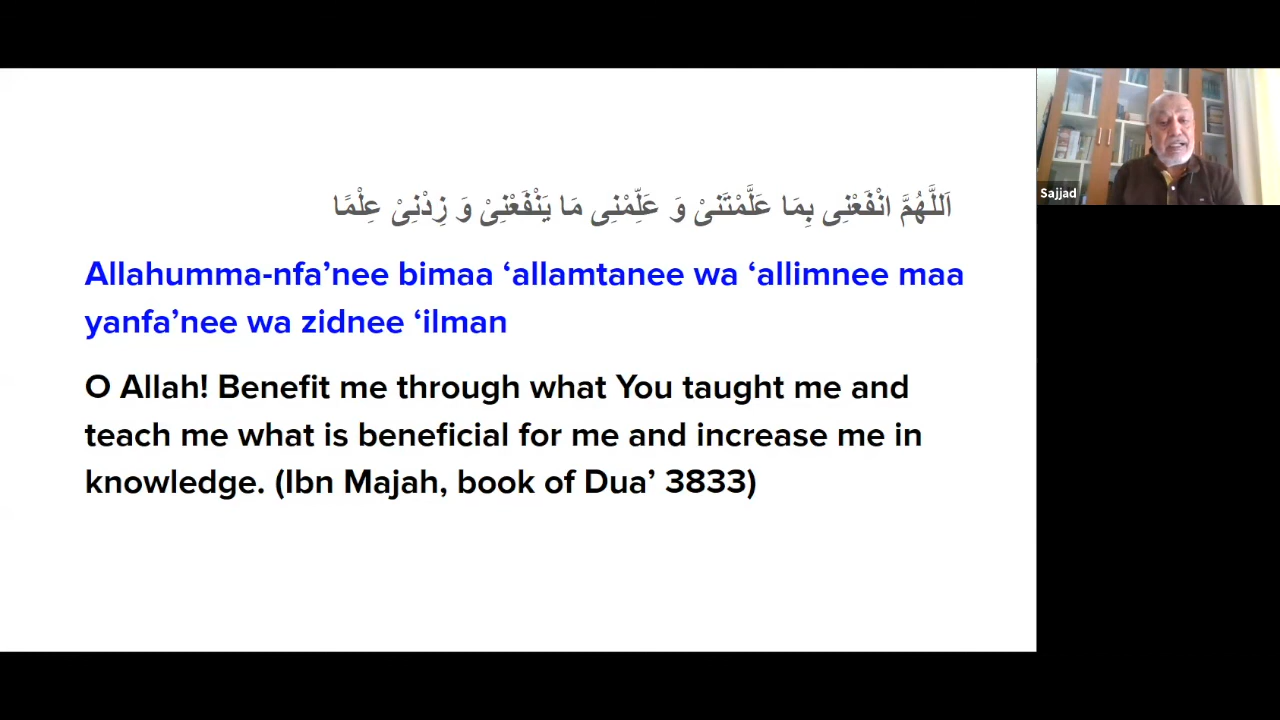 اَللَّهُمَّ انْفَعْنِی بِمَا عَلَّمْتَنیْ وَ عَلِّمْنِی مَا یَنْفَعْنِیْ وَ زِدْنِیْ عِلْمًا
Allahumma-nfa’nee bimaa ‘allamtanee wa ‘allimnee maa
yanfa’nee wa zidnee ‘ilman
O Allah! Benefit me through what You taught me and
teach me what is beneficial for me and increase me in
knowledge. (Ibn Majah, book of Dua’ 3833)
Sajjad